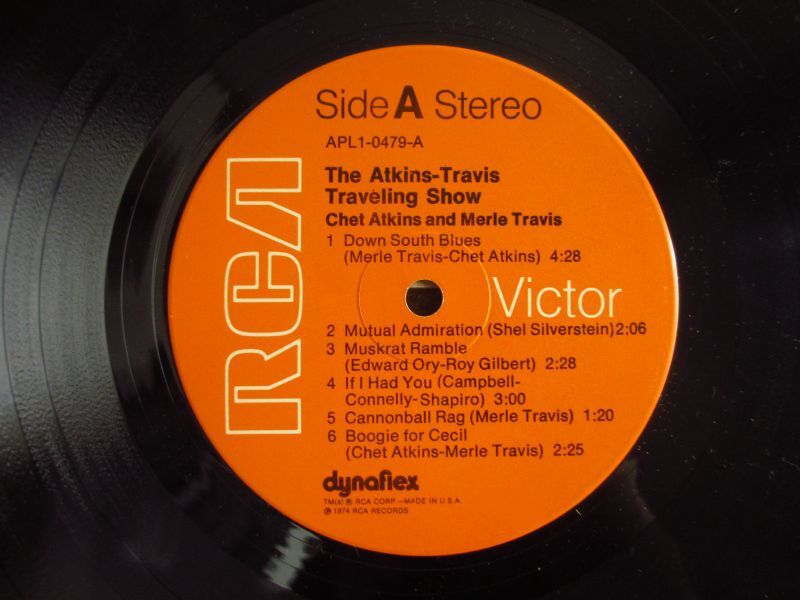 Side A Stereo
APL1-0479-A
The Atkins-Travis
Traveling Show
Chet Atkins and Merle Travis
1 Down South Blues
(Merle Travis-Chet Atkins) 4:28
RCA
Victor
2 Mutual Admiration (Shel Silverstein) 2:06
3 Muskrat Ramble
(Edward Ory-Roy Gilbert) 2:28
4 If I Had You (Campbell-
Connelly-Shapiro) 3:00
5 Cannonball Rag (Merle Travis) 1:20
6 Boogie for Cecil
(Chet Atkins-Merle Travis) 2:25
dynaflex
TM(s) ® RCA CORP.—MADE IN U.S.A.
℗ 1974 RCA RECORDS